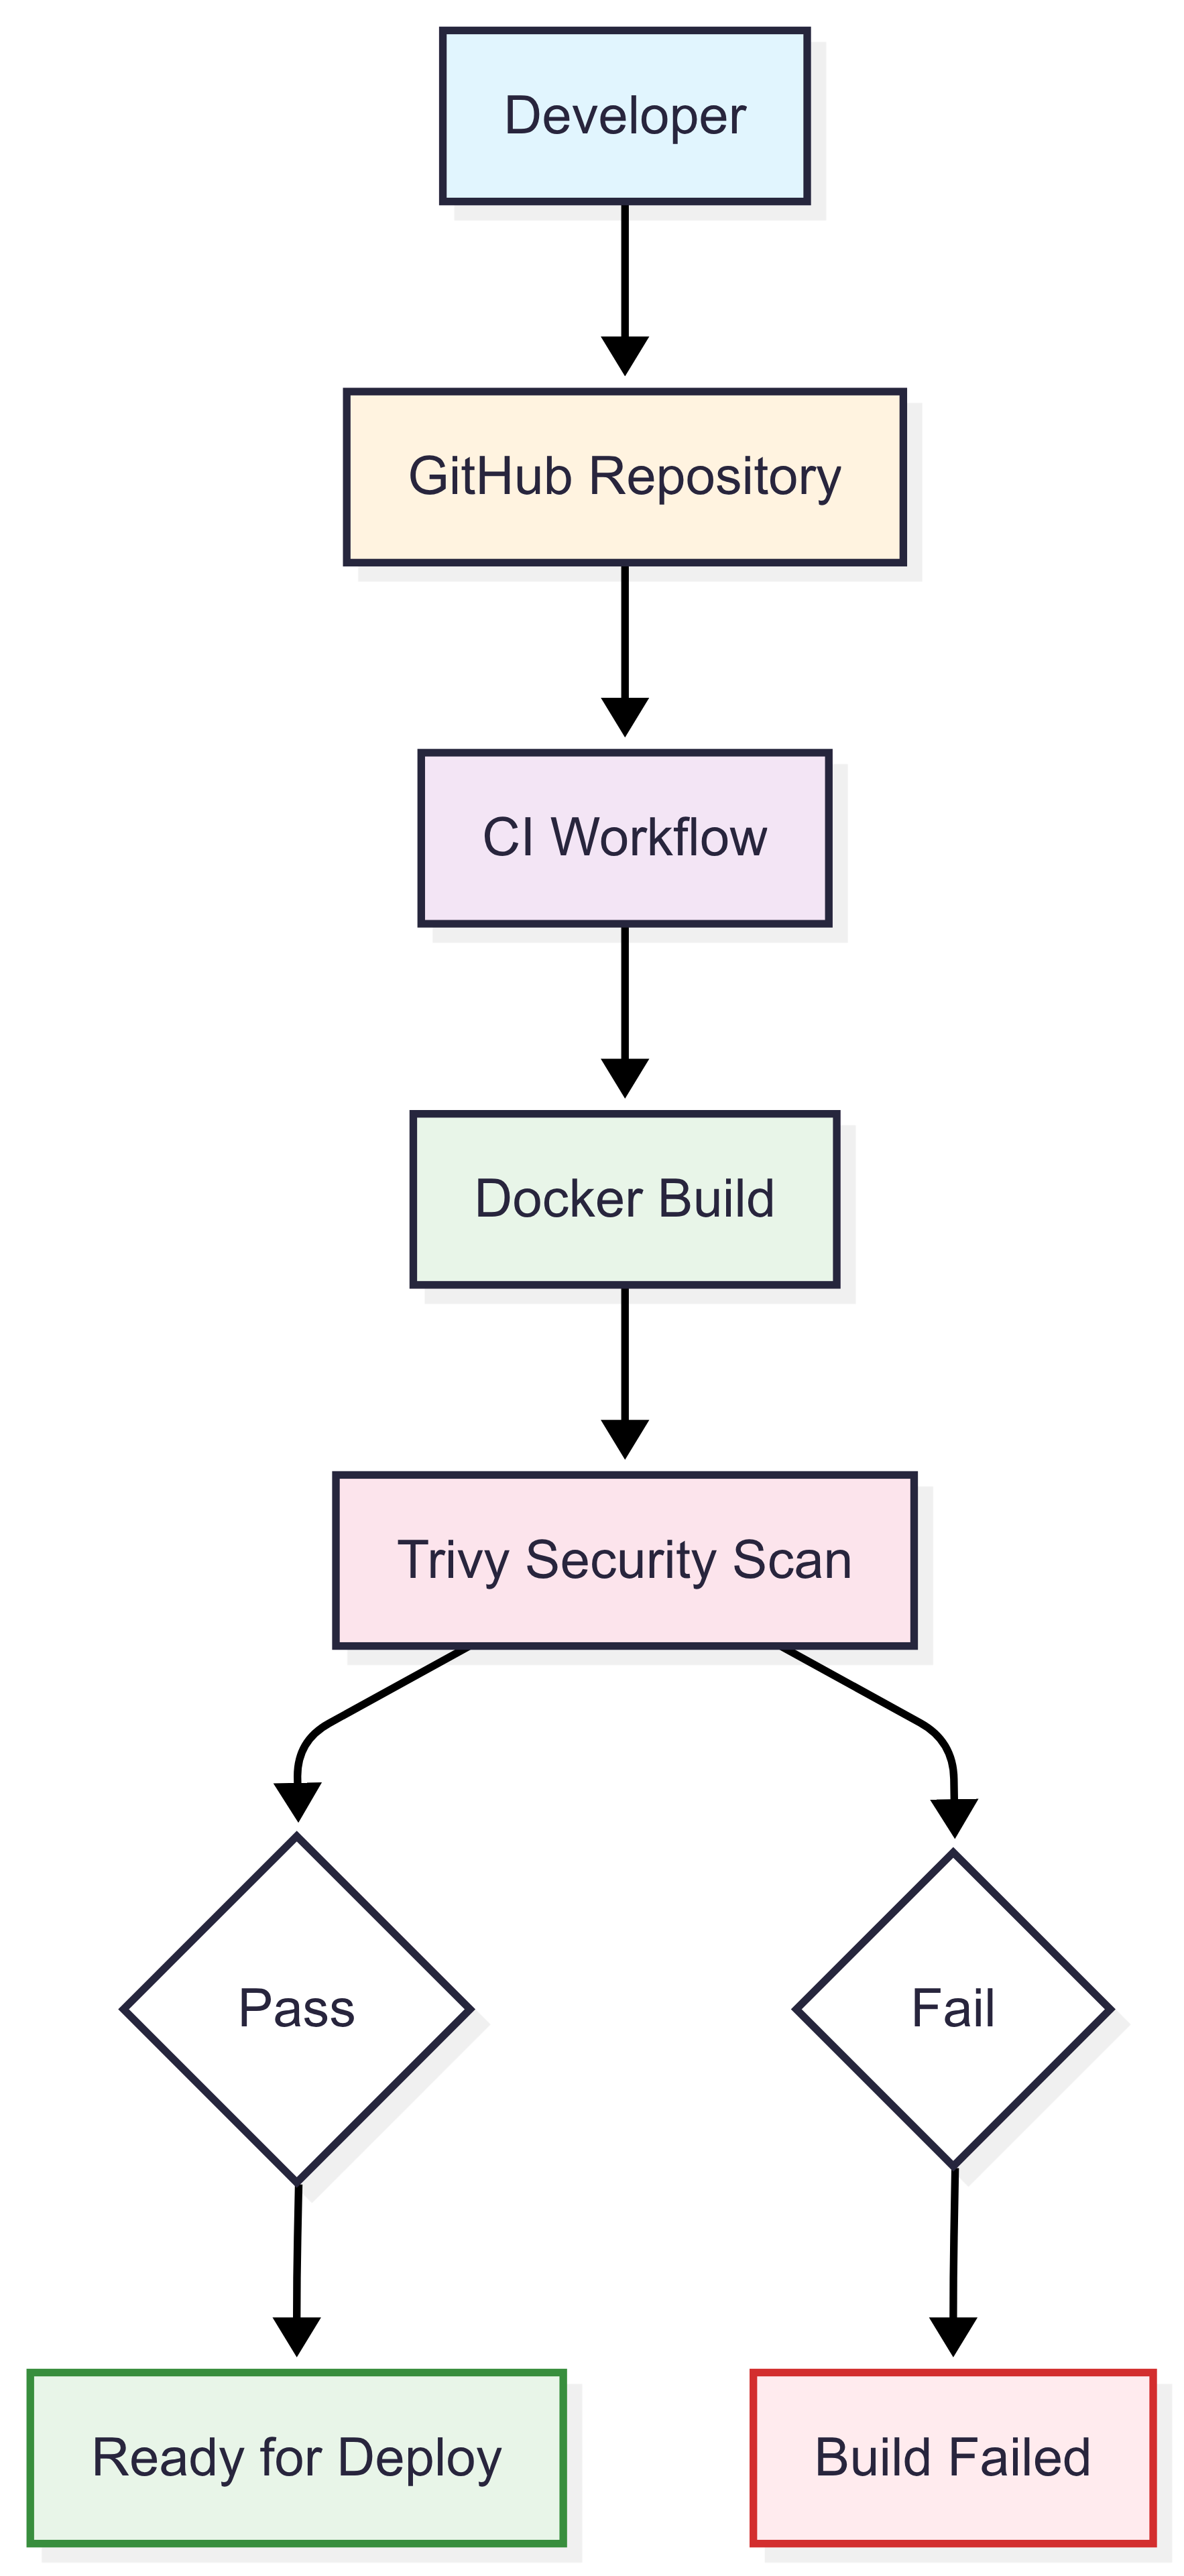 Developer
GitHub Repository
CI Workflow
Docker Build
Trivy Security Scan
Pass
Fail
Ready for Deploy
Build Failed